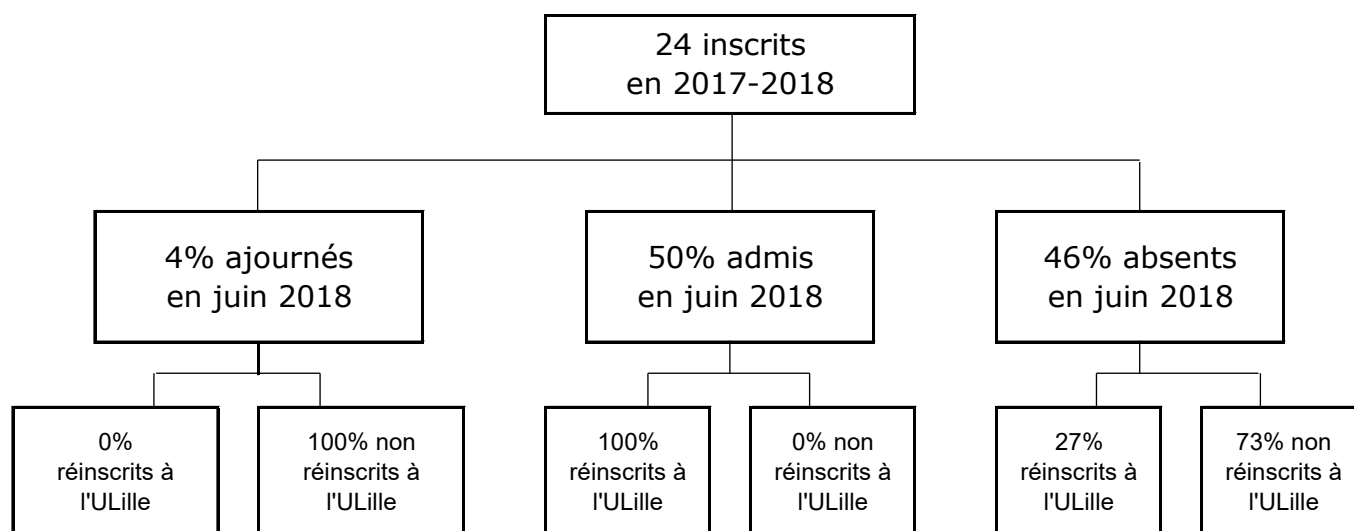 24 inscrits
en 2017-2018
4% ajournés
en juin 2018
50% admis
en juin 2018
46% absents
en juin 2018
0%
réinscrits à
l'ULille
100% non
réinscrits à
l'ULille
100%
réinscrits à
l'ULille
0% non
réinscrits à
l'ULille
27%
réinscrits à
l'ULille
73% non
réinscrits à
l'ULille